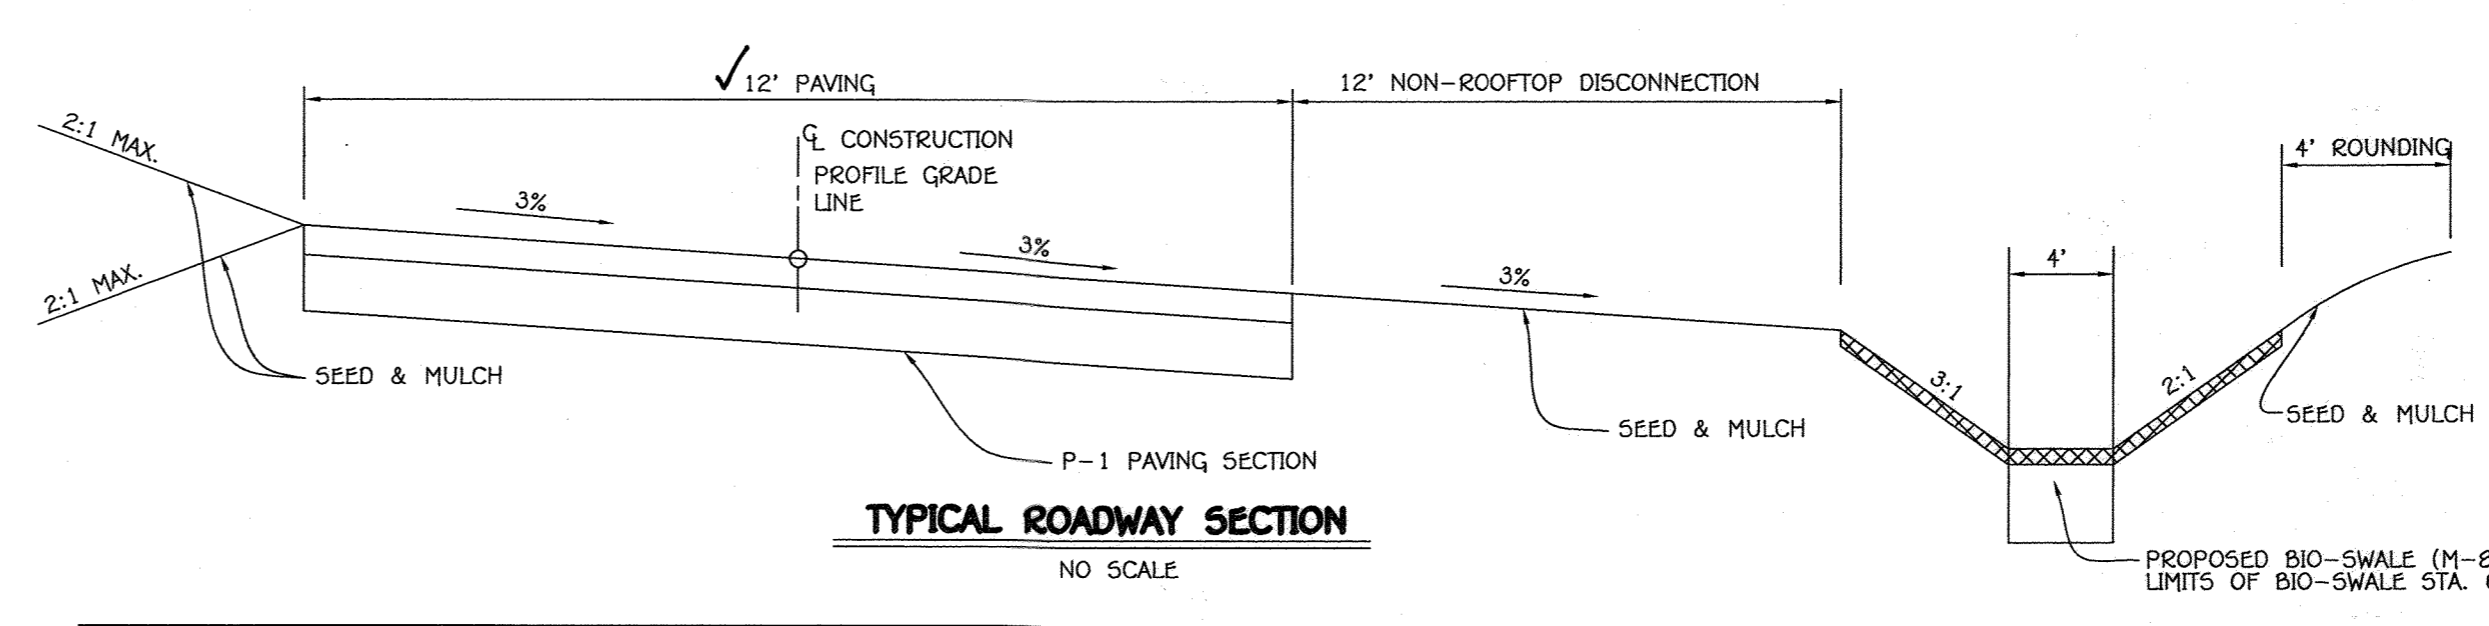 ✓12' PAVING
12' NON-ROOFTOP DISCONNECTION
2:1 MAX.
℄ CONSTRUCTION
PROFILE GRADE
LINE
4' ROUNDING
3%
3%
3%
4'
2:1 MAX.
SEED & MULCH
3:1
2:1
SEED & MULCH
SEED & MULCH
P-1 PAVING SECTION
TYPICAL ROADWAY SECTION
NO SCALE
PROPOSED BIO-SWALE (M-8
LIMITS OF BIO-SWALE STA.